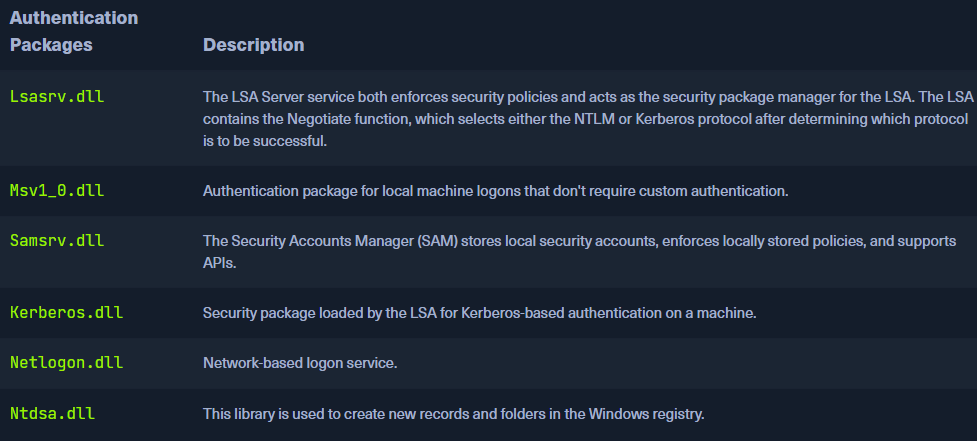 Authentication
Packages Description
Lsasrv.dll The LSA Server service both enforces security policies and acts as the security package manager for the LSA. The LSA
contains the Negotiate function, which selects either the NTLM or Kerberos protocol after determining which protocol
is to be successful.
Msv1_0.dll Authentication package for local machine logons that don't require custom authentication.
Samsrv.dll The Security Accounts Manager (SAM) stores local security accounts, enforces locally stored policies, and supports
APIs.
Kerberos.dll Security package loaded by the LSA for Kerberos-based authentication on a machine.
Netlogon.dll Network-based logon service.
Ntdsa.dll This library is used to create new records and folders in the Windows registry.